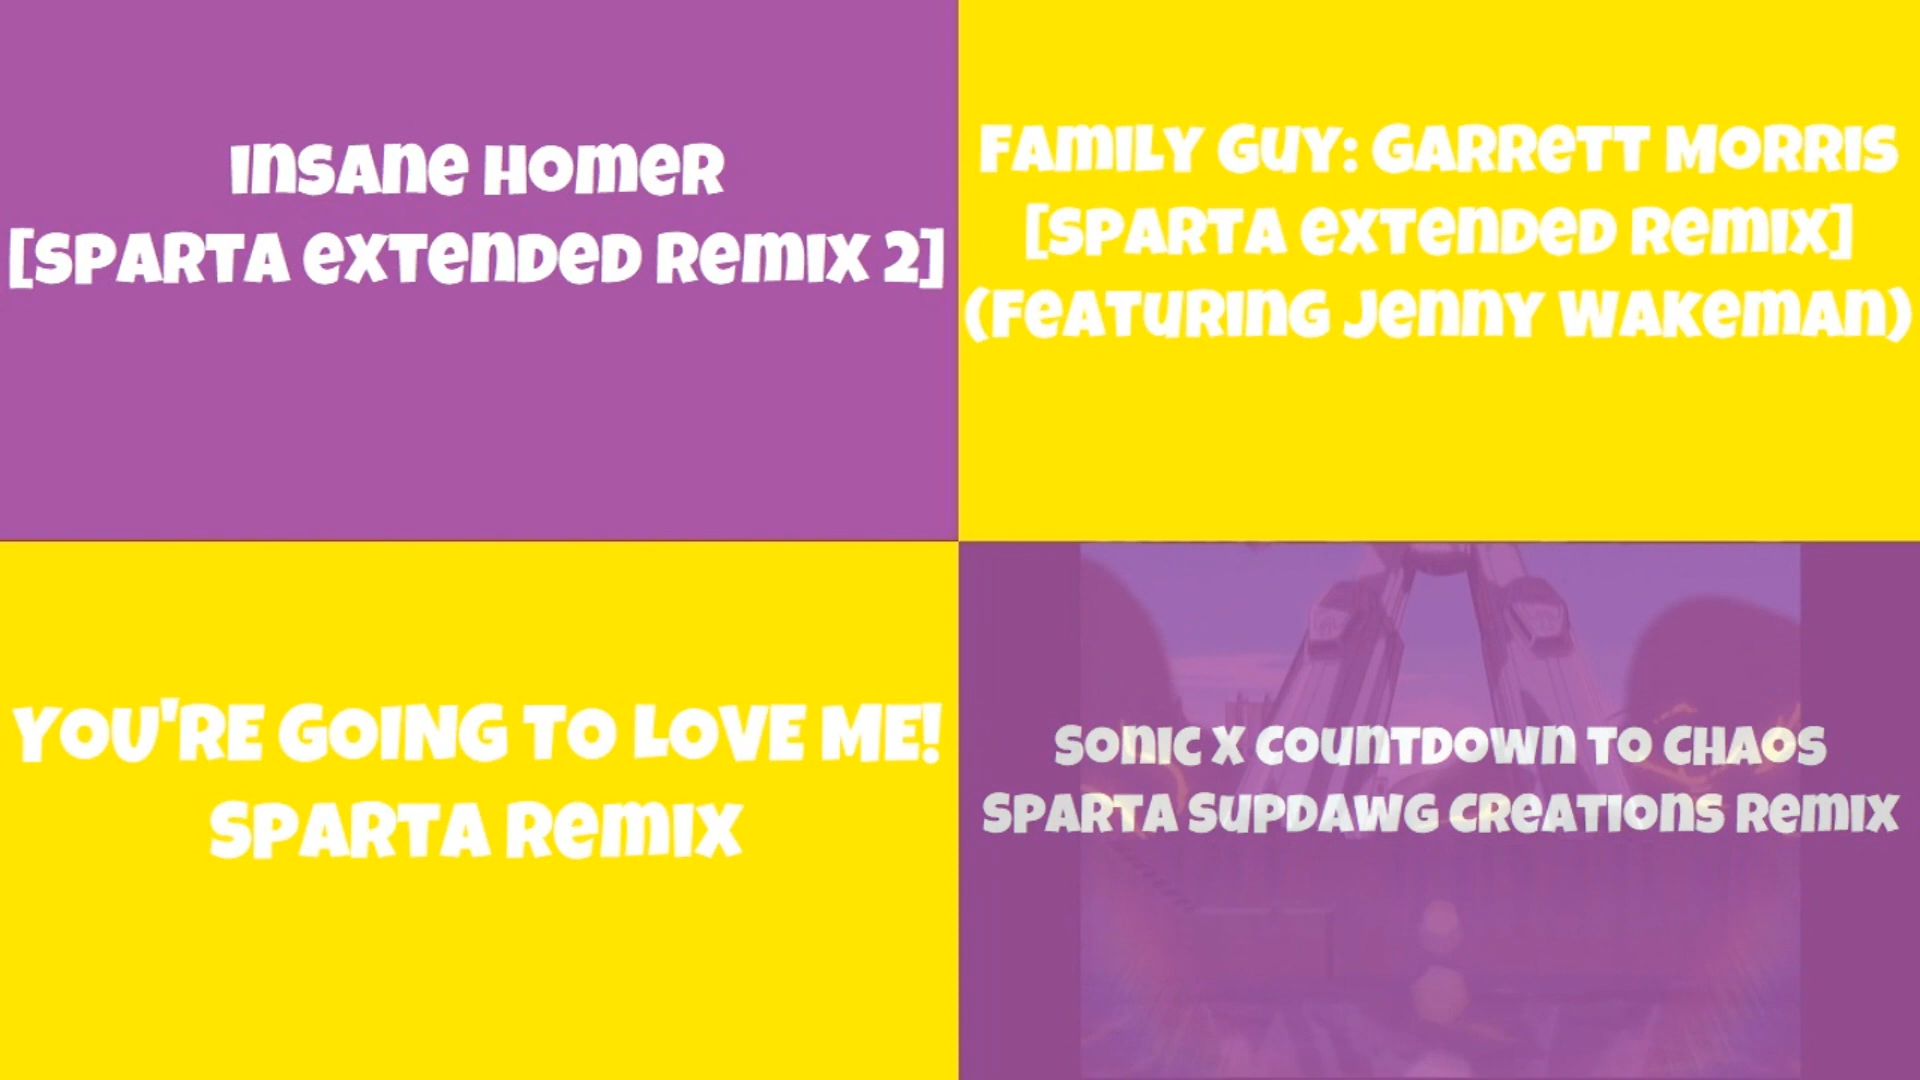 Insane Homer
[Sparta Extended Remix 2]
Family Guy: Garrett Morris
[Sparta Extended Remix]
(Featuring Jenny Wakeman)
YOU'RE GOING TO LOVE ME!
Sparta Remix
Sonic X Countdown to Chaos
Sparta Supdawg Creations Remix